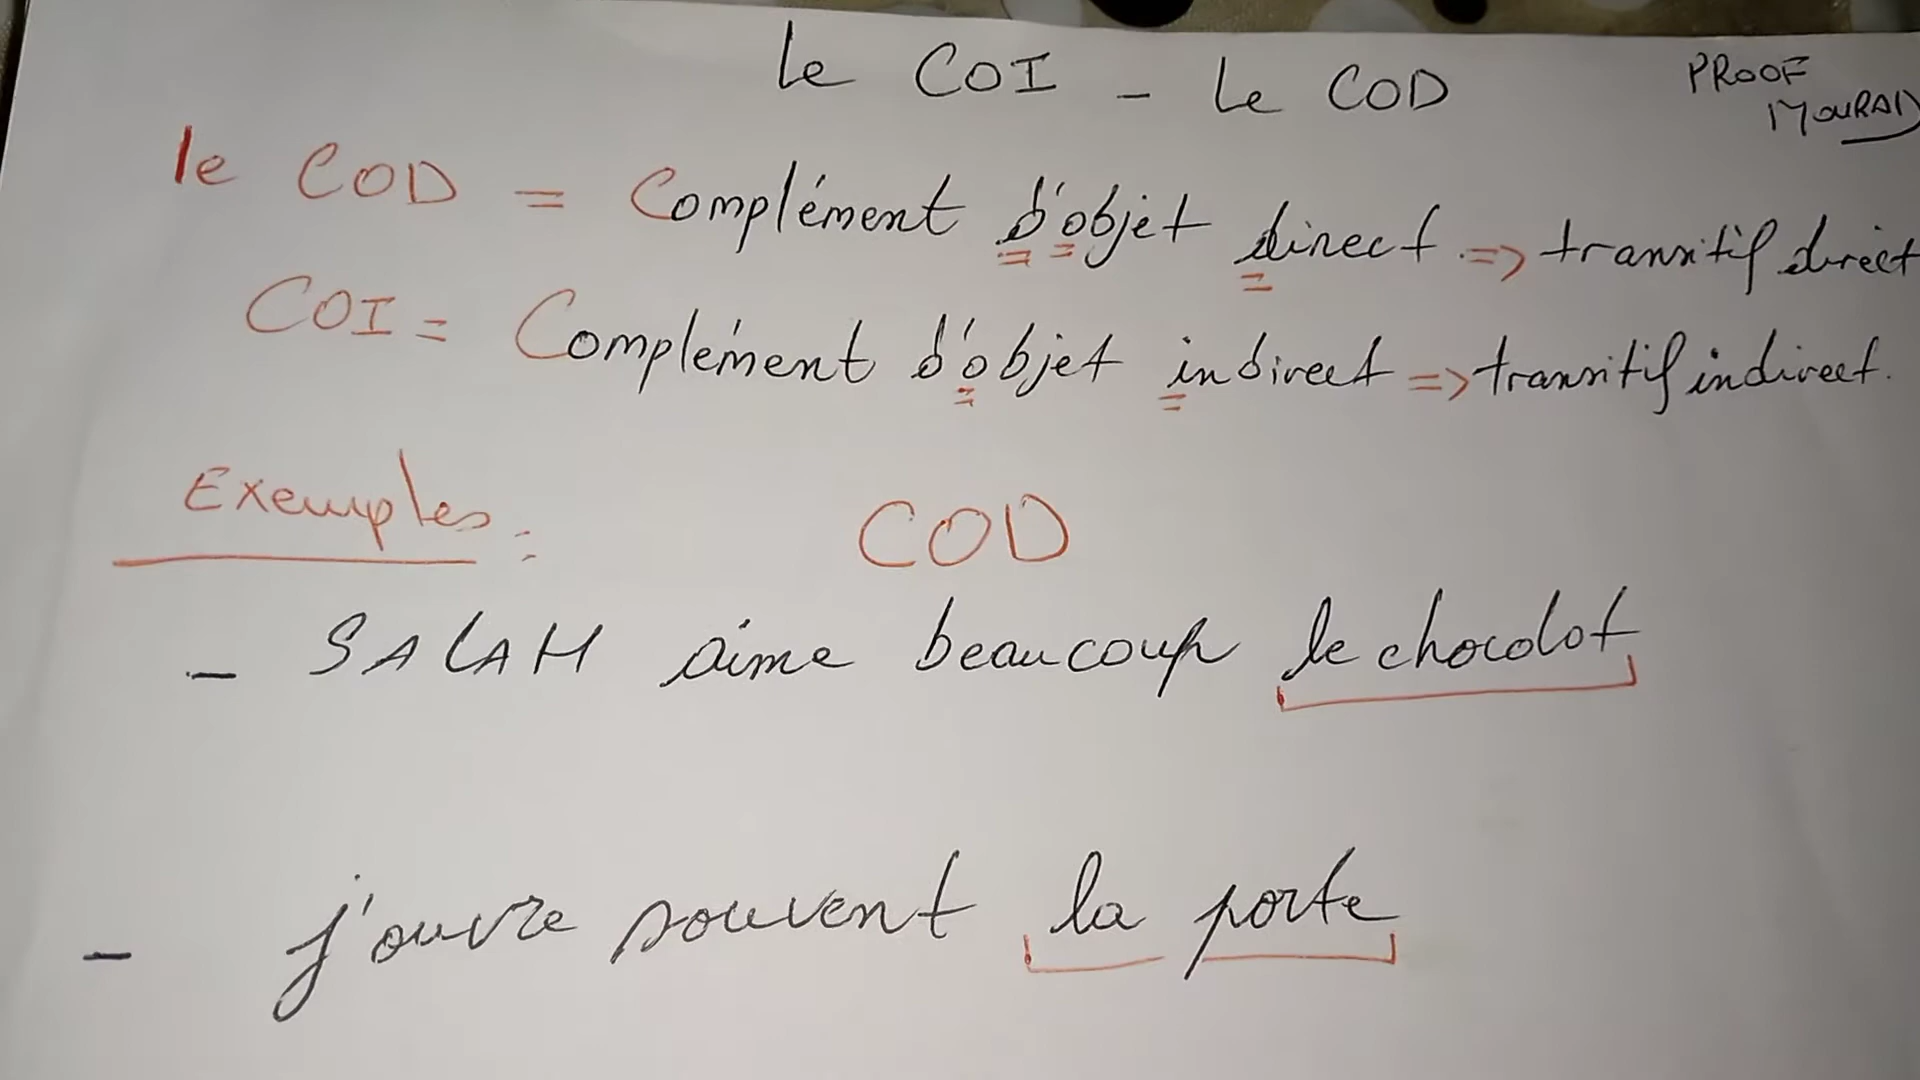 le COI - Le COD
PROOF
MOURAD
le COD = Complément d'objet direct => transitif direct
COI = Complément d'objet indirect => transitif indirect.
Exemples :
COD
- SALAH aime beaucoup le chocolat
- j'ouvre souvent la porte